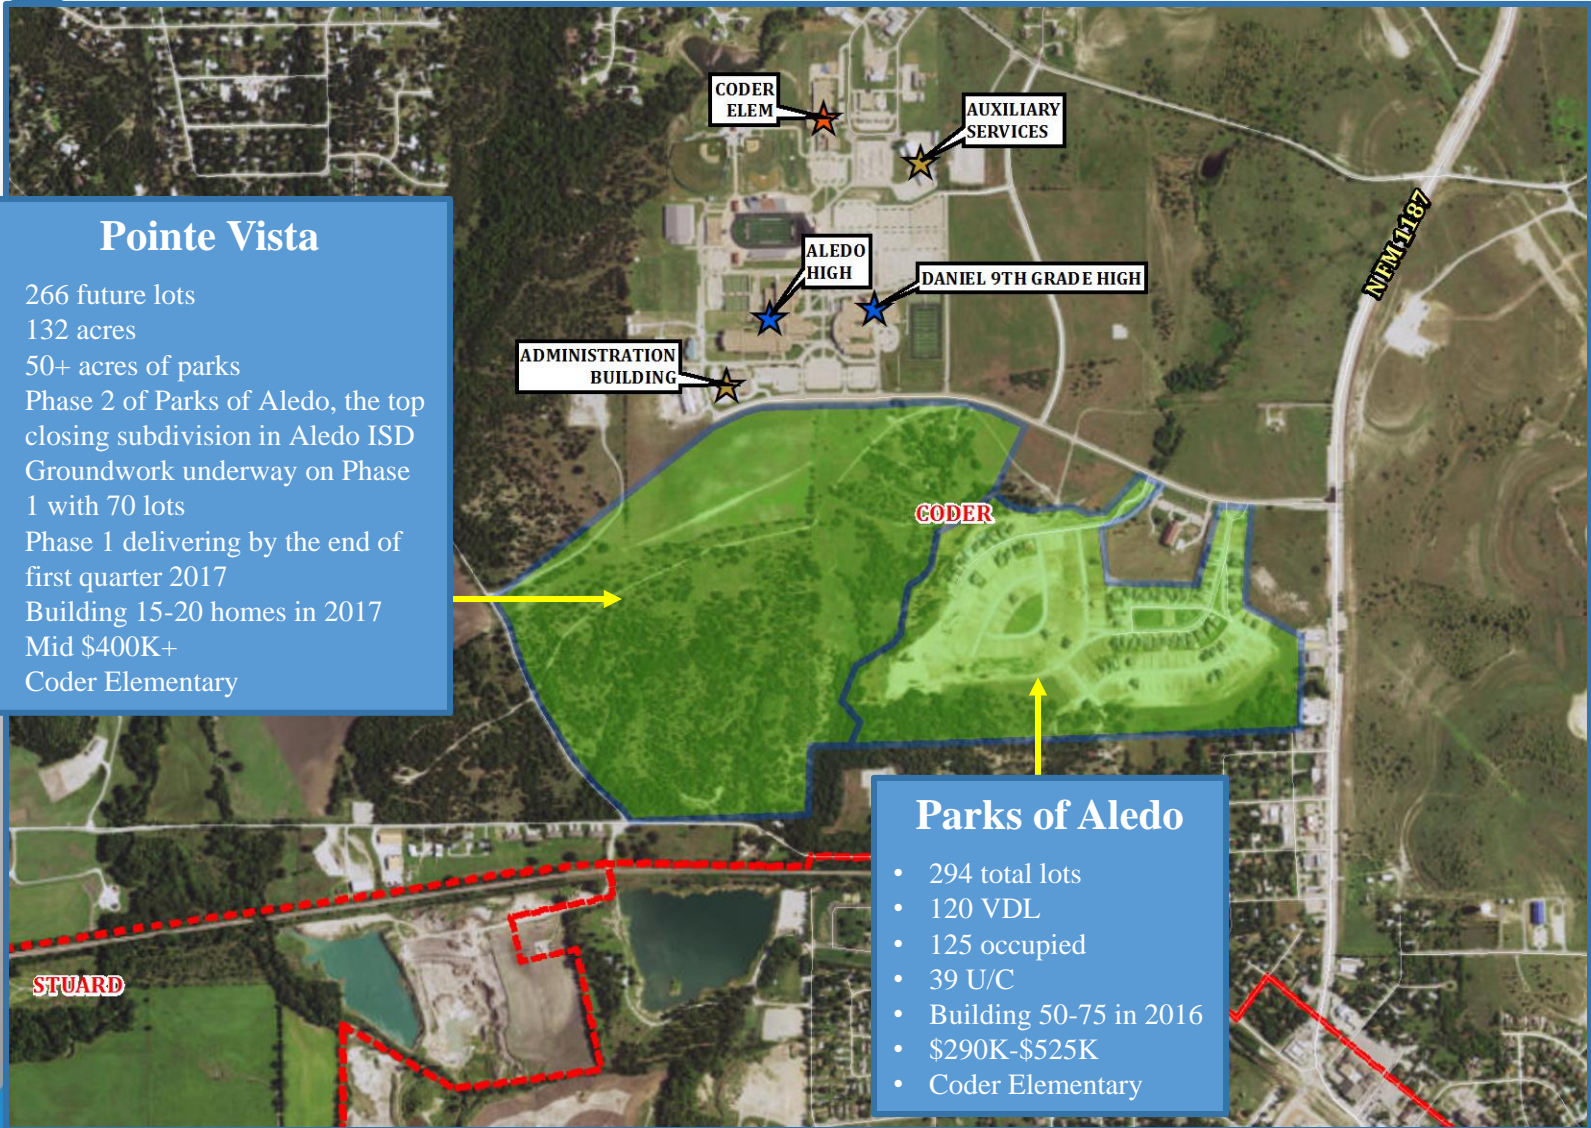 CODER
ELEM
AUXILIARY
SERVICES
NFM 1187
ALEDO
HIGH
DANIEL 9TH GRADE HIGH
ADMINISTRATION
BUILDING
Pointe Vista
266 future lots
132 acres
50+ acres of parks
Phase 2 of Parks of Aledo, the top
closing subdivision in Aledo ISD
Groundwork underway on Phase
1 with 70 lots
Phase 1 delivering by the end of
first quarter 2017
Building 15-20 homes in 2017
Mid $400K+
Coder Elementary
CODER
Parks of Aledo
• 294 total lots
• 120 VDL
• 125 occupied
• 39 U/C
• Building 50-75 in 2016
• $290K-$525K
• Coder Elementary
STUARD